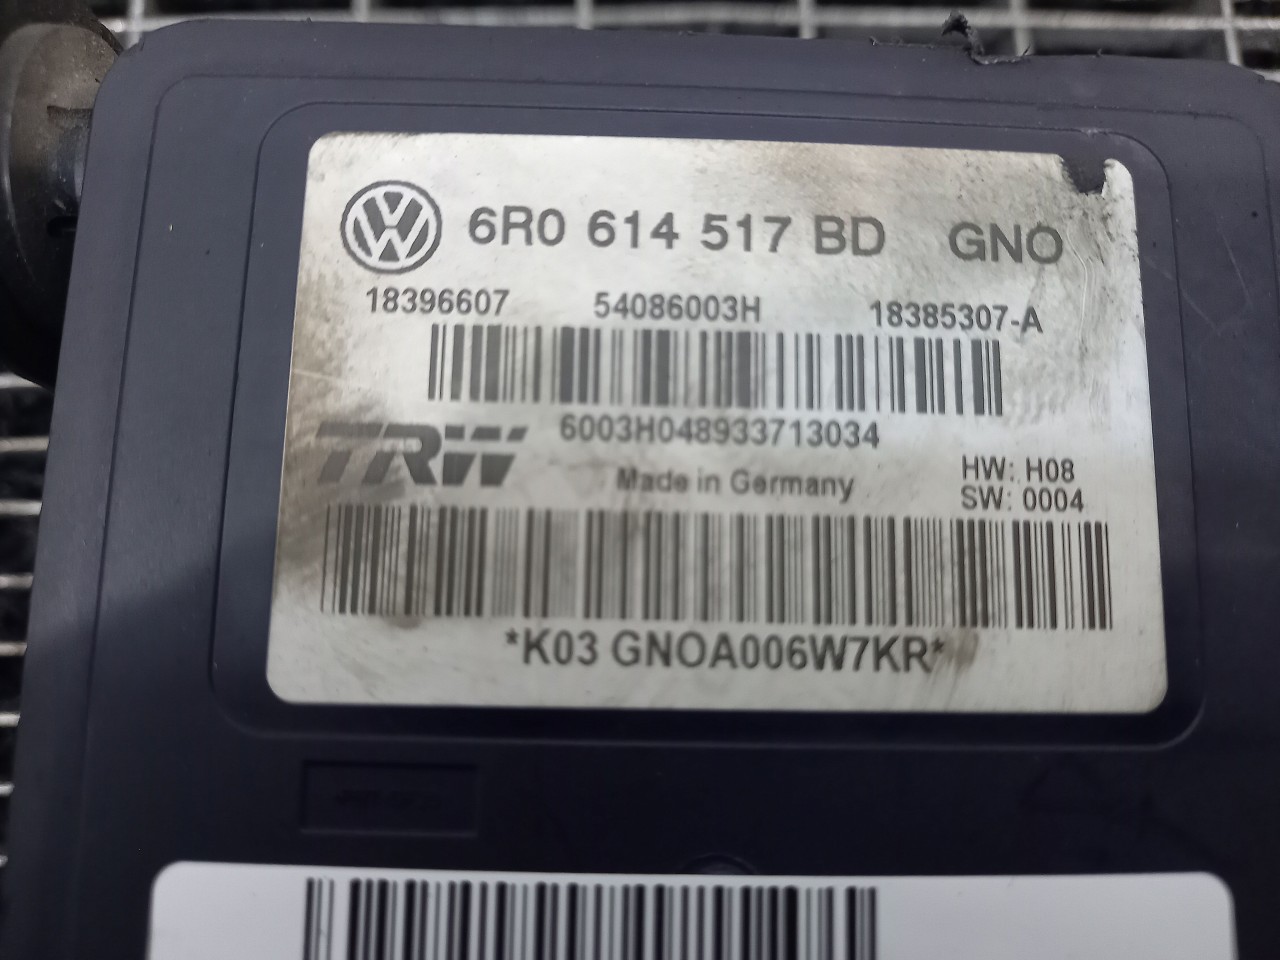 6R0 614 517 BD GNO
18396607 54086003H 18385307-A
6003H048933713034
TRW
Made in Germany
HW: H08
SW: 0004
*K03 GNOA006W7KR*